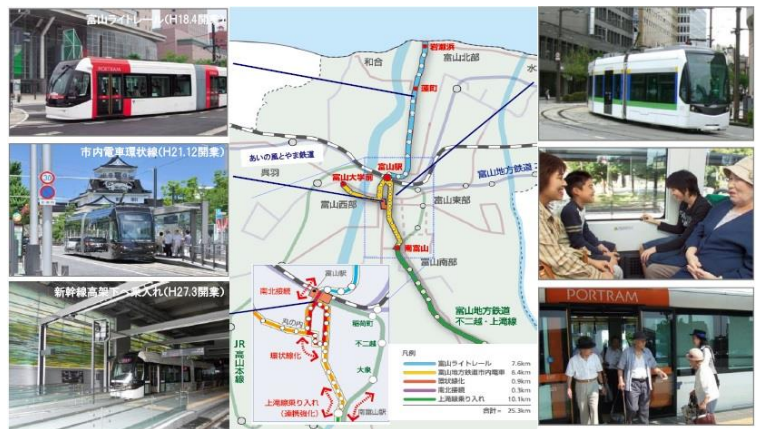 富山ライトレール(H18.4開業)
PORTRAM
市内電車環状線(H21.12開業)
30
新幹線高架下へ乗入れ(H27.3開業)
岩瀬浜
和合
富山北部
水
蓮町
あいの風とやま鉄道
呉羽
富山大学前
富山駅
富山地方鉄道
富山西部
富山東部
南富山
富山南部
富山地方鉄道
不二越・上滝線
富山駅
南北接続
丸の内
稲荷町
環状線化
不二越
大泉
上滝線乗り入れ
(連携強化)
南富山駅
JR高山本線
凡例
富山ライトレール 7.6km
富山地方鉄道市内電車 6.4km
環状線化 0.9km
南北接続 0.3km
上滝線乗り入れ 10.1km
合計= 25.3km
PORTRAM